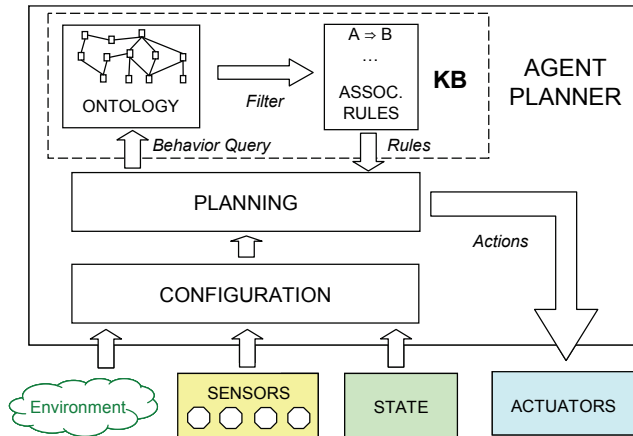 A ⇒ B
...
ASSOC.
RULES
ONTOLOGY
Filter
KB
AGENT
PLANNER
Behavior Query
Rules
PLANNING
Actions
CONFIGURATION
Environment
SENSORS
STATE
ACTUATORS